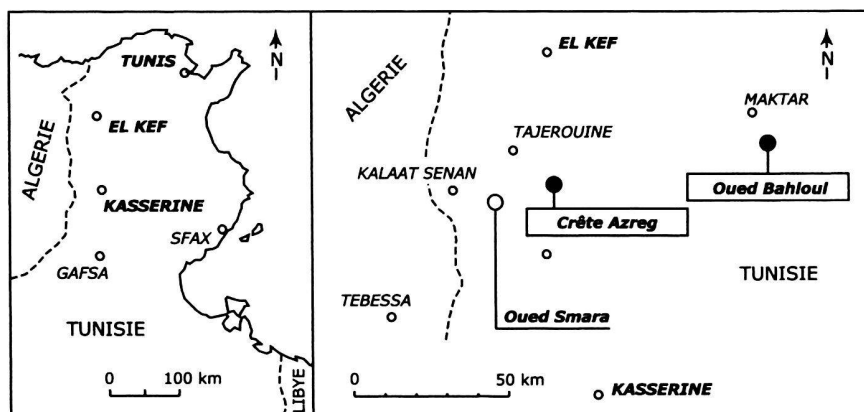 N
TUNIS
ALGERIE
EL KEF
KASSERINE
SFAX
GAFSA
TUNISIE
0 100 km
LIBYE
N
EL KEF
ALGERIE
MAKTAR
TAJEROUINE
KALAAT SENAN
Oued Bahloul
Crête Azreg
TUNISIE
TEBESSA
Oued Smara
0 50 km
KASSERINE